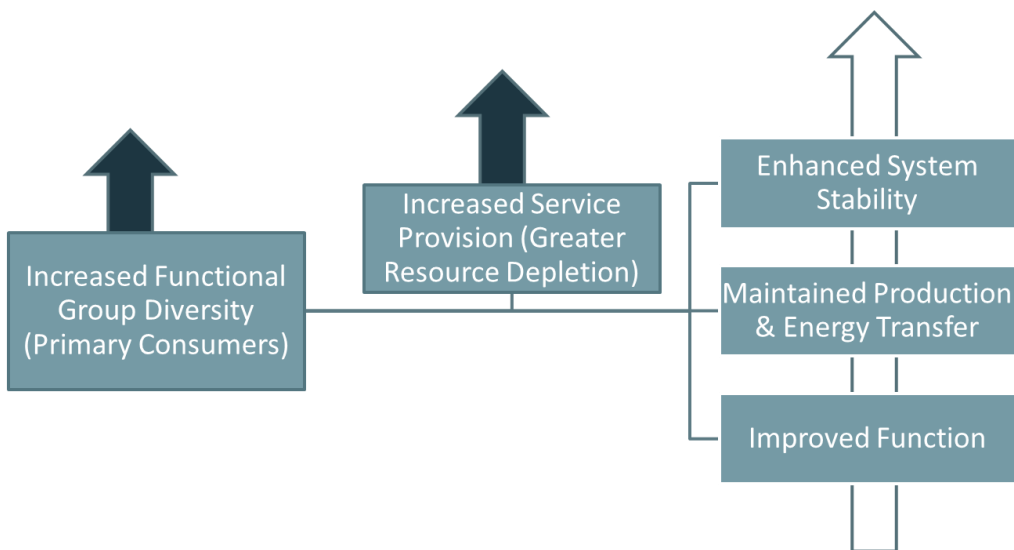 Increased Functional
Group Diversity
(Primary Consumers)
Increased Service
Provision (Greater
Resource Depletion)
Enhanced System
Stability
Maintained Production
& Energy Transfer
Improved Function